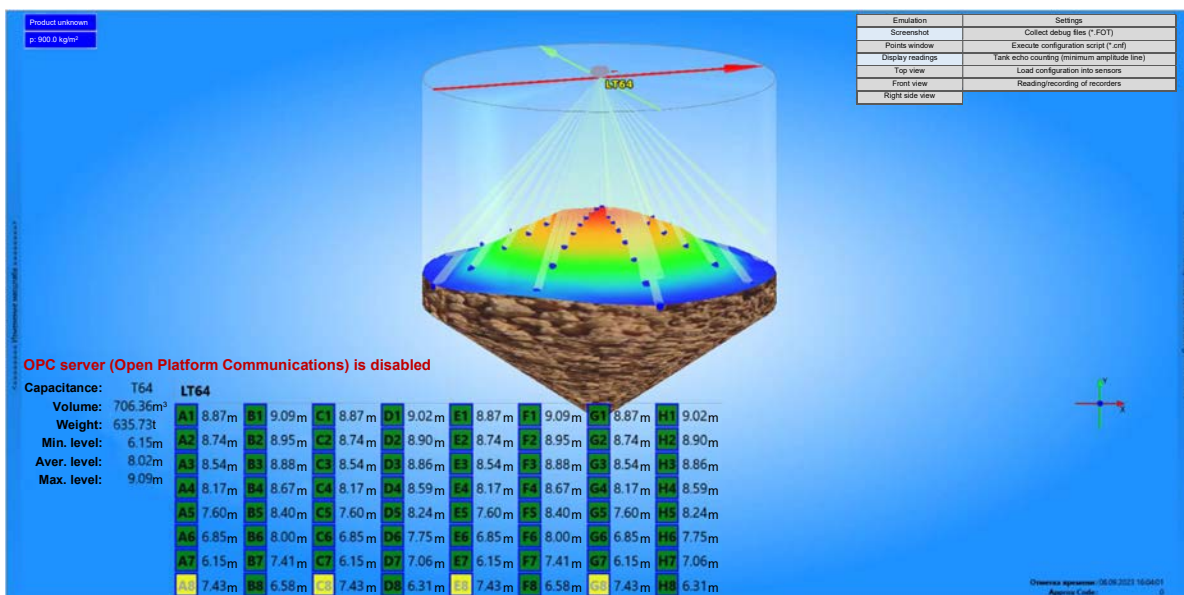 Product unknown
p: 900.0 kg/m²
Emulation Settings
Screenshot Collect debug files (*.FOT)
Points window Execute configuration script (*.cnf)
Display readings Tank echo counting (minimum amplitude line)
Top view Load configuration into sensors
Front view Reading/recording of recorders
Right side view
LT64
Y
X
OPC server (Open Platform Communications) is disabled
Capacitance: T64
Volume: 706.36m³
Weight: 635.73t
Min. level: 6.15m
Aver. level: 8.02m
Max. level: 9.09m
LT64
A1 8.87m B1 9.09m C1 8.87m D1 9.02m E1 8.87m F1 9.09m G1 8.87m H1 9.02m
A2 8.74m B2 8.95m C2 8.74m D2 8.90m E2 8.74m F2 8.95m G2 8.74m H2 8.90m
A3 8.54m B3 8.88m C3 8.54m D3 8.86m E3 8.54m F3 8.88m G3 8.54m H3 8.86m
A4 8.17m B4 8.67m C4 8.17m D4 8.59m E4 8.17m F4 8.67m G4 8.17m H4 8.59m
A5 7.60m B5 8.40m C5 7.60m D5 8.24m E5 7.60m F5 8.40m G5 7.60m H5 8.24m
A6 6.85m B6 8.00m C6 6.85m D6 7.75m E6 6.85m F6 8.00m G6 6.85m H6 7.75m
A7 6.15m B7 7.41m C7 6.15m D7 7.06m E7 6.15m F7 7.41m G7 6.15m H7 7.06m
A8 7.43m B8 6.58m C8 7.43m D8 6.31m E8 7.43m F8 6.58m G8 7.43m H8 6.31m
Отметка времени: 06.09.2023 16:04:01
Approx Code: 0